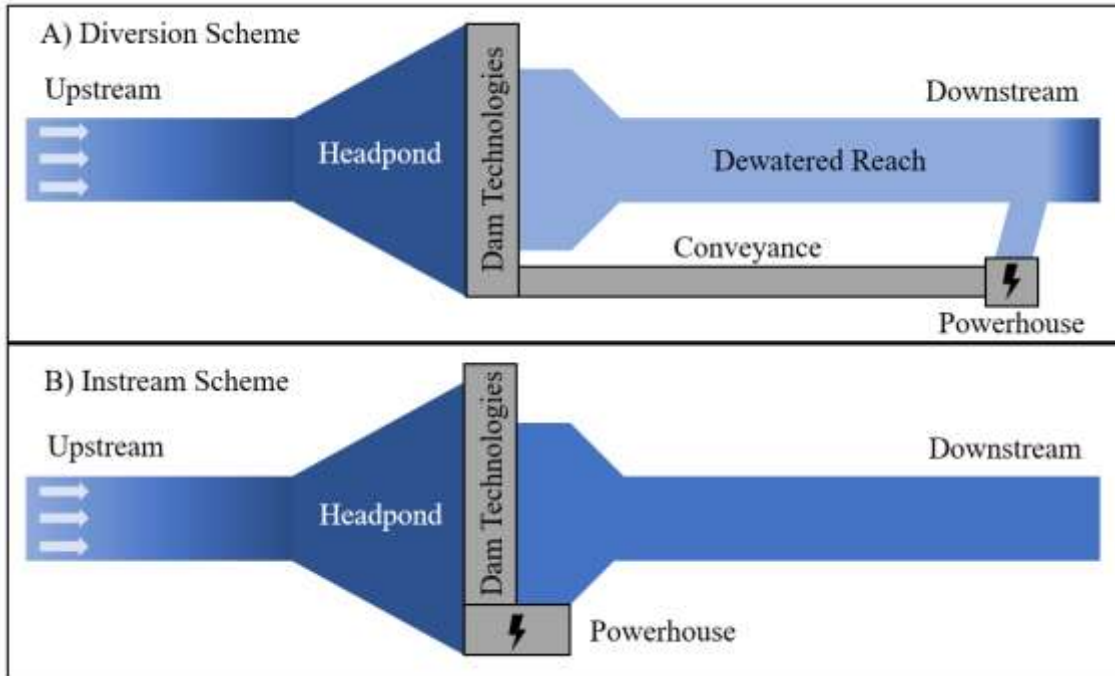 A) Diversion Scheme
Upstream
Downstream
Headpond
Dam Technologies
Dewatered Reach
Conveyance
Powerhouse
B) Instream Scheme
Upstream
Downstream
Headpond
Dam Technologies
Powerhouse